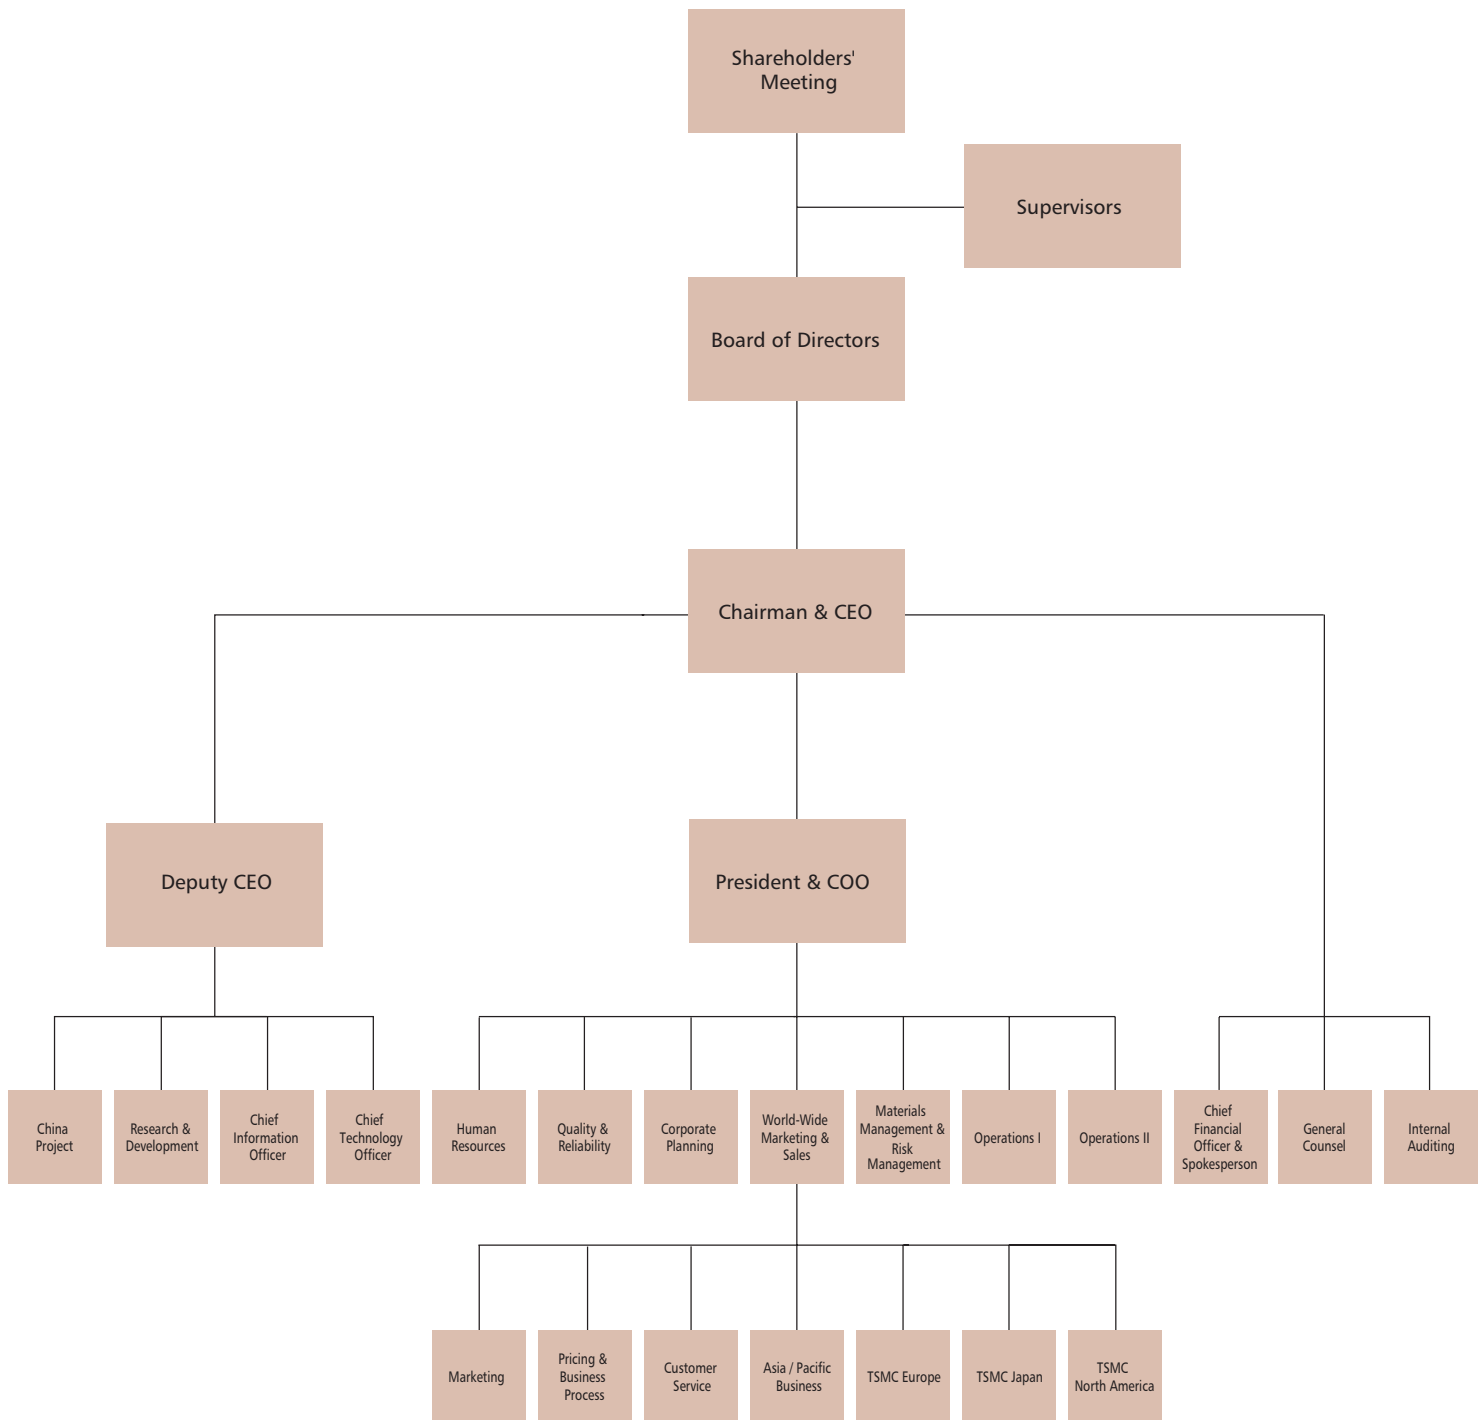 Shareholders'
Meeting
Supervisors
Board of Directors
Chairman & CEO
Deputy CEO
President & COO
China
Project
Research &
Development
Chief
Information
Officer
Chief
Technology
Officer
Human
Resources
Quality &
Reliability
Corporate
Planning
World-Wide
Marketing &
Sales
Materials
Management &
Risk
Management
Operations I
Operations II
Chief
Financial
Officer &
Spokesperson
General
Counsel
Internal
Auditing
Marketing
Pricing &
Business
Process
Customer
Service
Asia / Pacific
Business
TSMC Europe
TSMC Japan
TSMC
North America